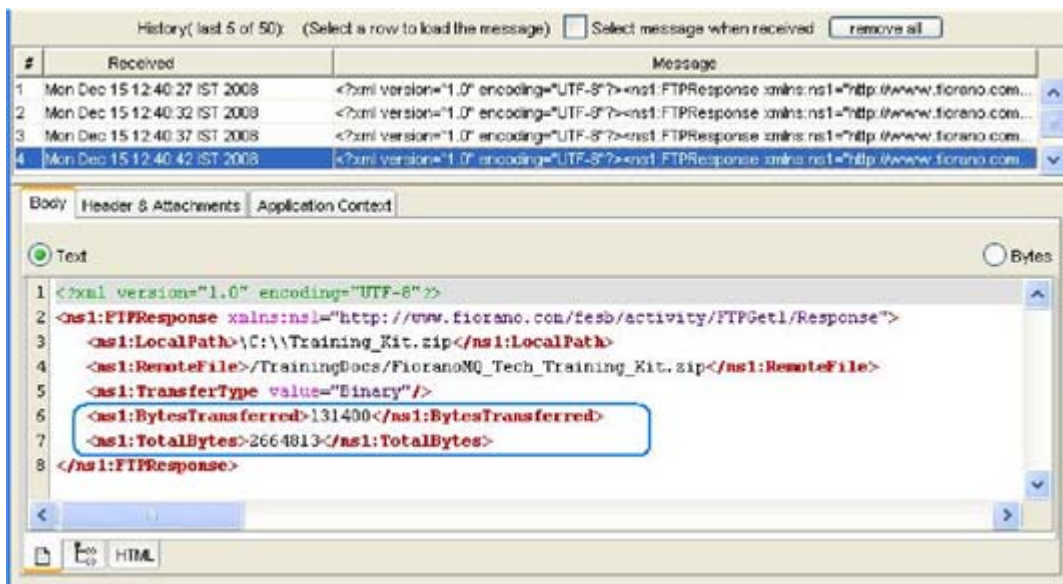 History( last 5 of 50): (Select a row to load the message) Select message when received remove all
# Received Message
1 Mon Dec 15 12:40:27 IST 2008 <?xml version="1.0" encoding="UTF-8"?><ns1:FTPResponse xmlns:ns1="http://www.fiorano.com...
2 Mon Dec 15 12:40:32 IST 2008 <?xml version="1.0" encoding="UTF-8"?><ns1:FTPResponse xmlns:ns1="http://www.fiorano.com...
3 Mon Dec 15 12:40:37 IST 2008 <?xml version="1.0" encoding="UTF-8"?><ns1:FTPResponse xmlns:ns1="http://www.fiorano.com...
4 Mon Dec 15 12:40:42 IST 2008 <?xml version="1.0" encoding="UTF-8"?><ns1:FTPResponse xmlns:ns1="http://www.fiorano.com...
Body Header & Attachments Application Context
Text Bytes
1 <?xml version="1.0" encoding="UTF-8"?>
2 <ns1:FTPResponse xmlns:ns1="http://www.fiorano.com/fesb/activity/FTPGet1/Response">
3 <ns1:LocalPath>\C:\\Training_Kit.zip</ns1:LocalPath>
4 <ns1:RemoteFile>/TrainingDocs/FioranoMQ_Tech_Training_Kit.zip</ns1:RemoteFile>
5 <ns1:TransferType value="Binary"/>
6 <ns1:BytesTransferred>131400</ns1:BytesTransferred>
7 <ns1:TotalBytes>2664813</ns1:TotalBytes>
8 </ns1:FTPResponse>
HTML